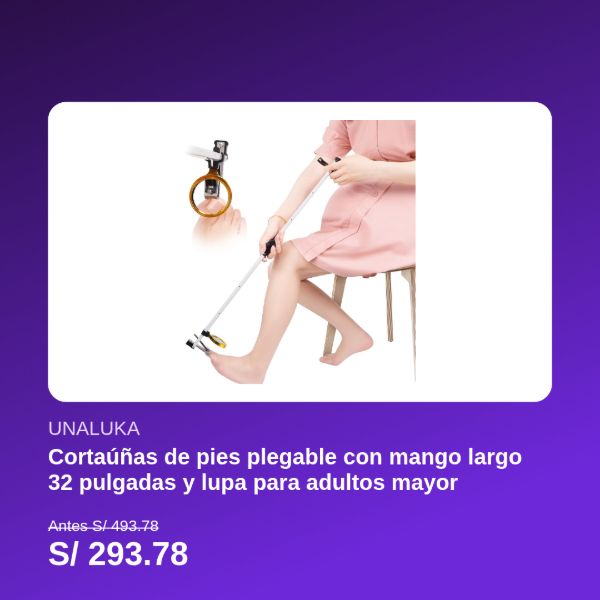 UNALUKA
Cortaúñas de pies plegable con mango largo
32 pulgadas y lupa para adultos mayor
Antes S/ 493.78
S/ 293.78